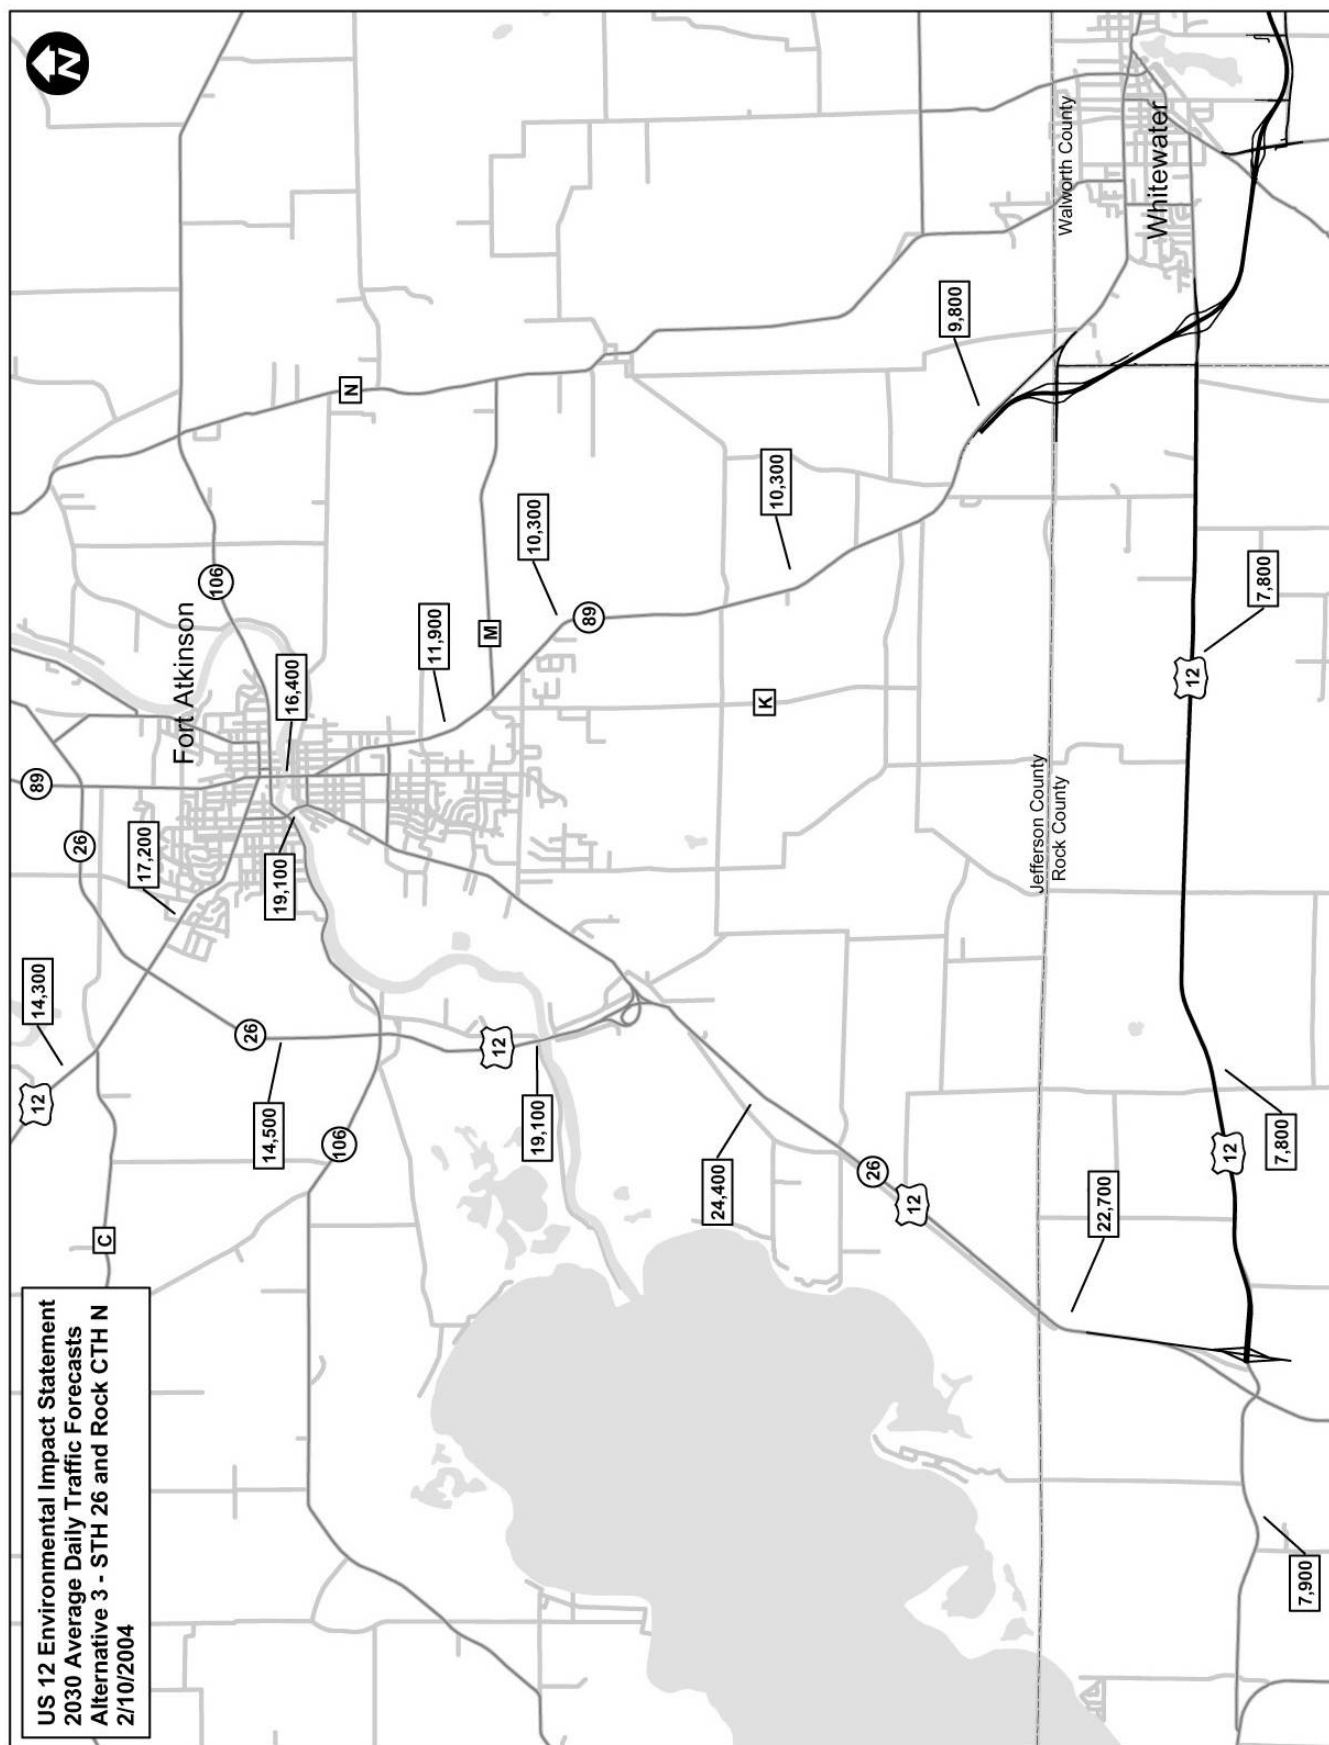 US 12 Environmental Impact Statement
2030 Average Daily Traffic Forecasts
Alternative 3 - STH 26 and Rock CTH N
2/10/2004
N
12
14,300
89
26
C
17,200
Fort Atkinson
106
26
14,500
19,100
16,400
106
N
11,900
M
12
10,300
19,100
89
24,400
K
10,300
26
12
9,800
Jefferson County
Rock County
Walworth County
22,700
Whitewater
12
12
7,800
7,800
7,900